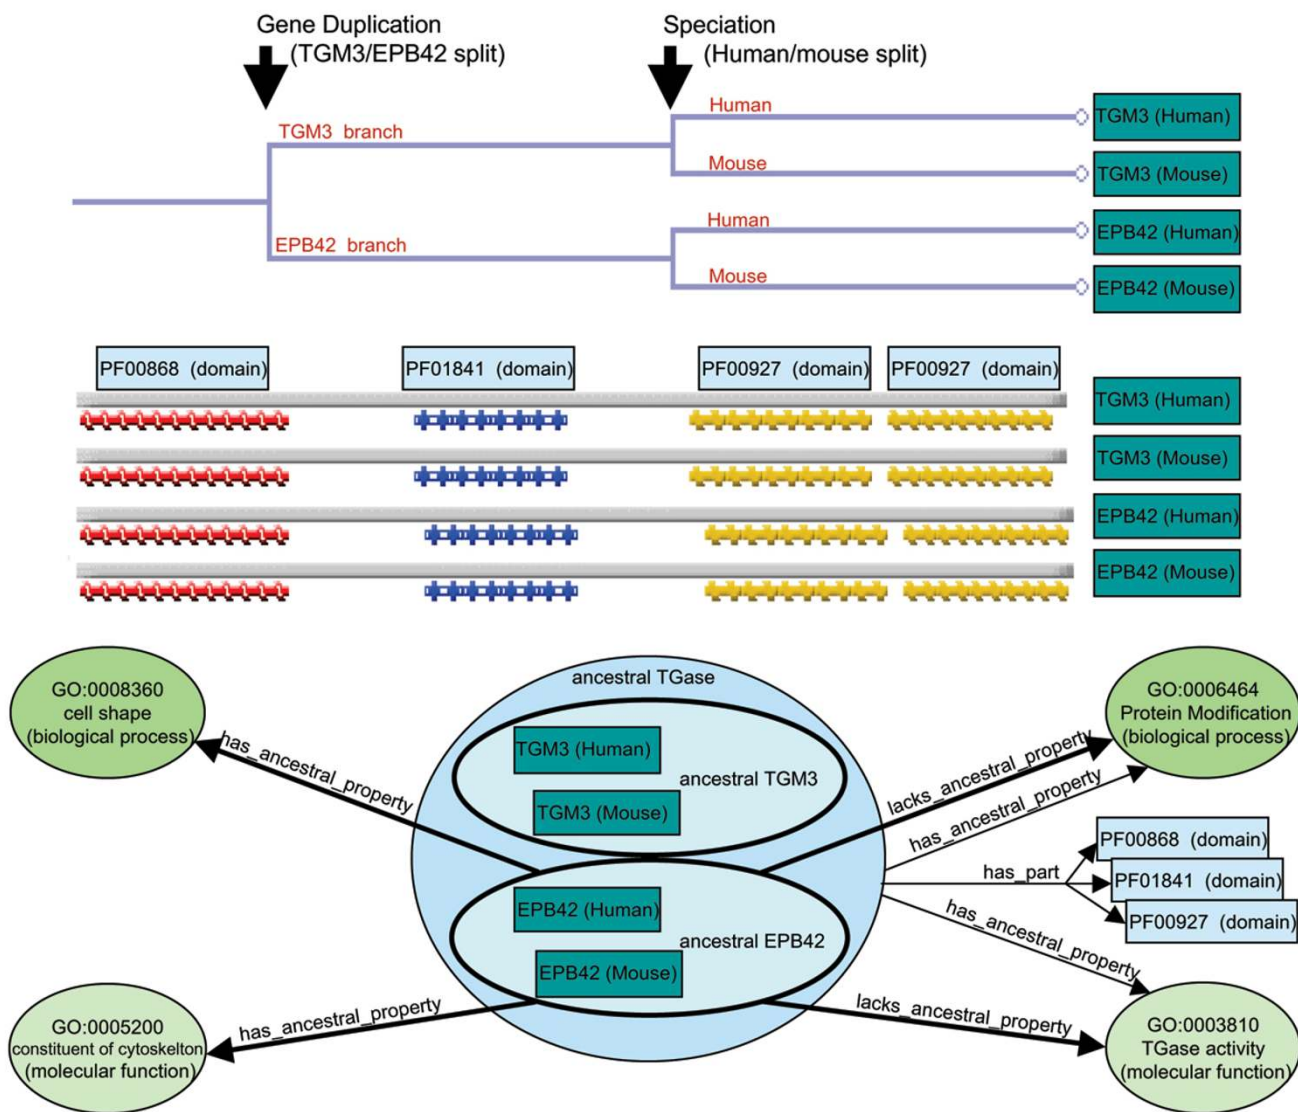 Gene Duplication
(TGM3/EPB42 split)
Speciation
(Human/mouse split)
Human
TGM3 (Human)
TGM3 branch
Mouse
TGM3 (Mouse)
Human
EPB42 (Human)
EPB42 branch
Mouse
EPB42 (Mouse)
PF00868 (domain)
PF01841 (domain)
PF00927 (domain)
PF00927 (domain)
TGM3 (Human)
TGM3 (Mouse)
EPB42 (Human)
EPB42 (Mouse)
GO:0008360
cell shape
(biological process)
has_ancestral_property
ancestral TGase
TGM3 (Human)
ancestral TGM3
TGM3 (Mouse)
EPB42 (Human)
ancestral EPB42
EPB42 (Mouse)
lacks_ancestral_property
has_ancestral_property
GO:0006464
Protein Modification
(biological process)
has_part
PF00868 (domain)
PF01841 (domain)
PF00927 (domain)
has_ancestral_property
GO:0005200
constituent of cytoskelton
(molecular function)
has_ancestral_property
lacks_ancestral_property
GO:0003810
TGase activity
(molecular function)